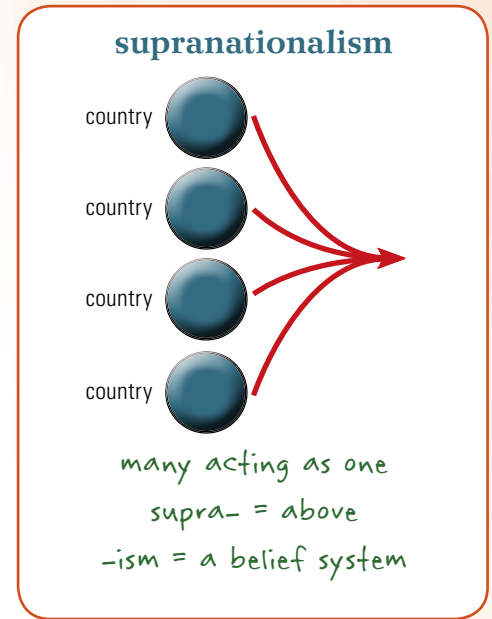 supranationalism
country
country
country
country
many acting as one
supra- = above
-ism = a belief system